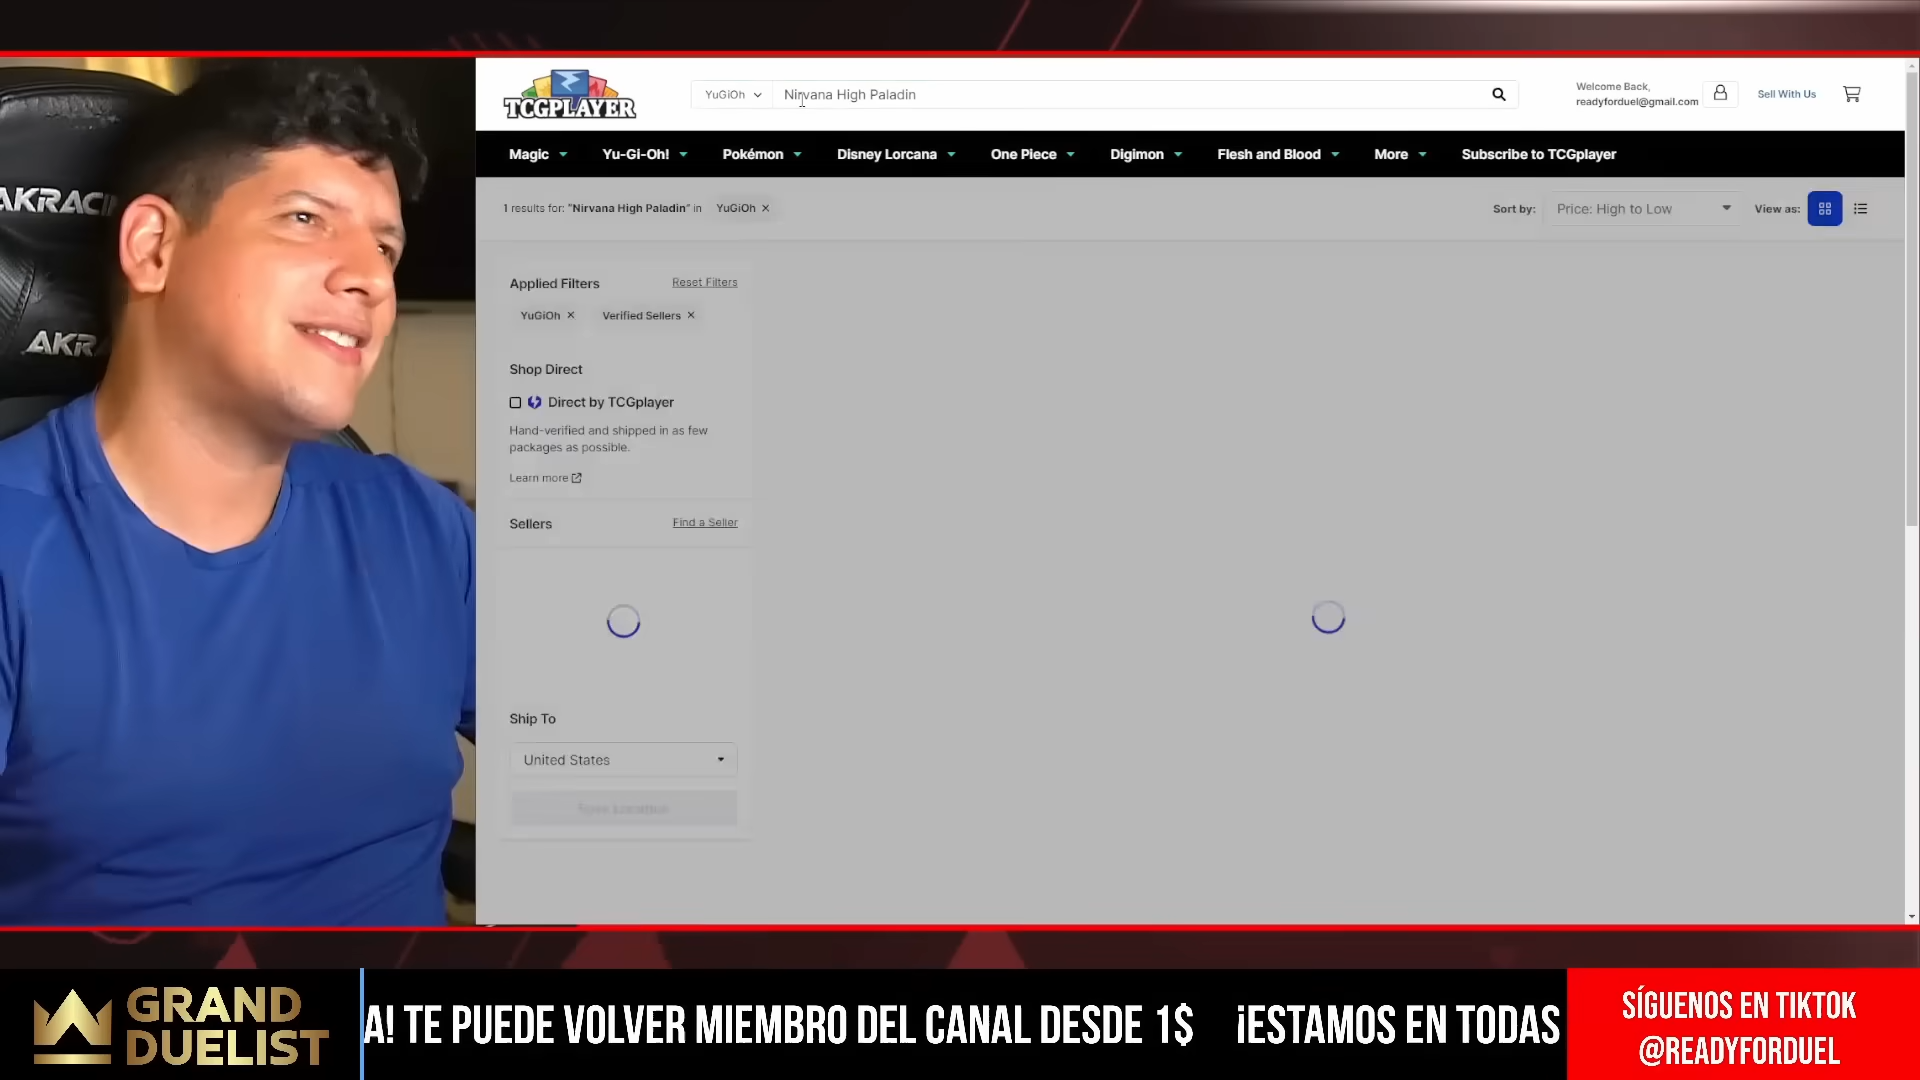 AKRACI
AKR
TCGPLAYER
YuGiOh
Nirvana High Paladin
Welcome Back,
readyforduel@gmail.com
Sell With Us
Magic
Yu-Gi-Oh!
Pokémon
Disney Lorcana
One Piece
Digimon
Flesh and Blood
More
Subscribe to TCGplayer
1 results for: "Nirvana High Paladin" in YuGiOh ×
Sort by: Price: High to Low
View as:
Applied Filters
Reset Filters
YuGiOh ×
Verified Sellers ×
Shop Direct
Direct by TCGplayer
Hand-verified and shipped in as few
packages as possible.
Learn more
Sellers
Find a Seller
Ship To
United States
Save Location
GRAND
DUELIST
A! TE PUEDE VOLVER MIEMBRO DEL CANAL DESDE 1$ ¡ESTAMOS EN TODAS
SÍGUENOS EN TIKTOK
@READYFORDUEL